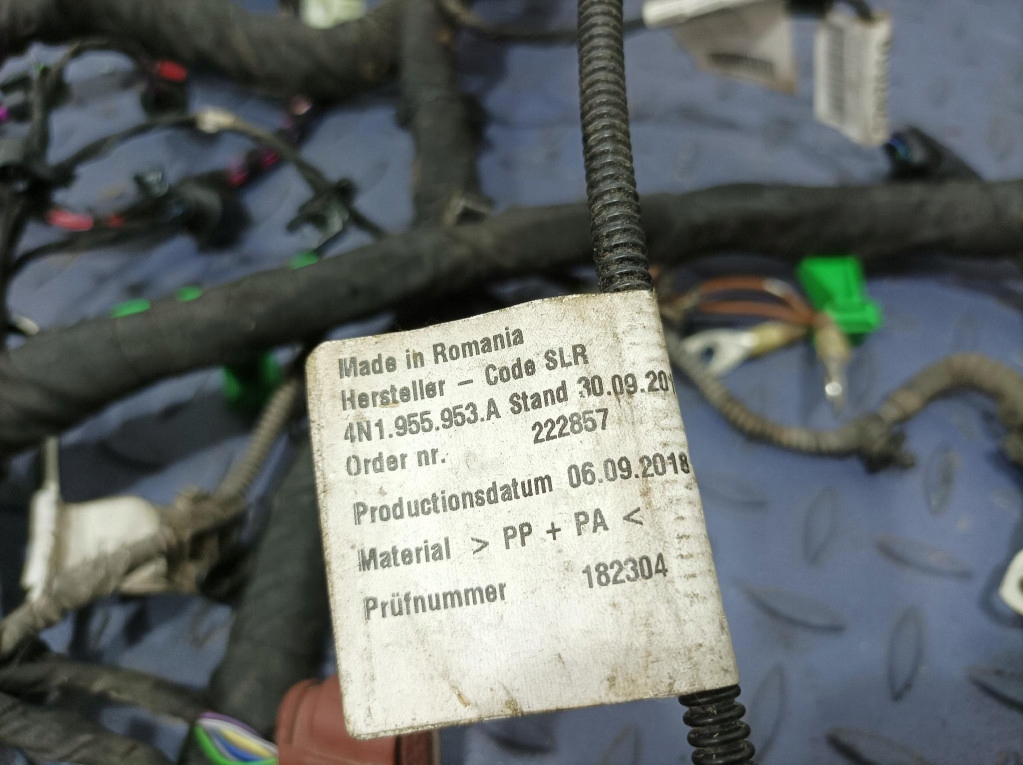 Made in Romania
Hersteller – Code SLR
4N1.955.953.A Stand 30.09.201
Order nr. 222857
Productionsdatum 06.09.2018
Material > PP + PA <
Prüfnummer 182304